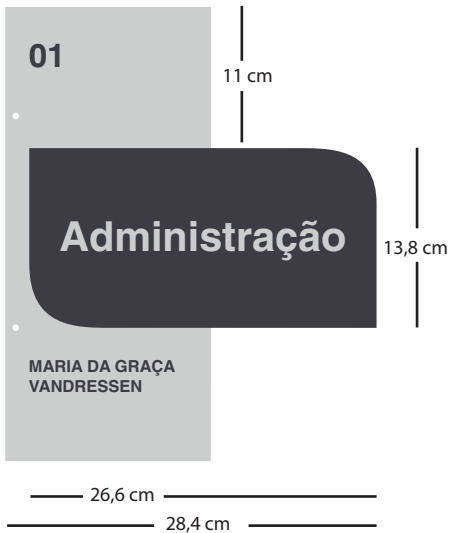 01
11 cm
Administração
13,8 cm
MARIA DA GRAÇA
VANDRESSEN
26,6 cm
28,4 cm